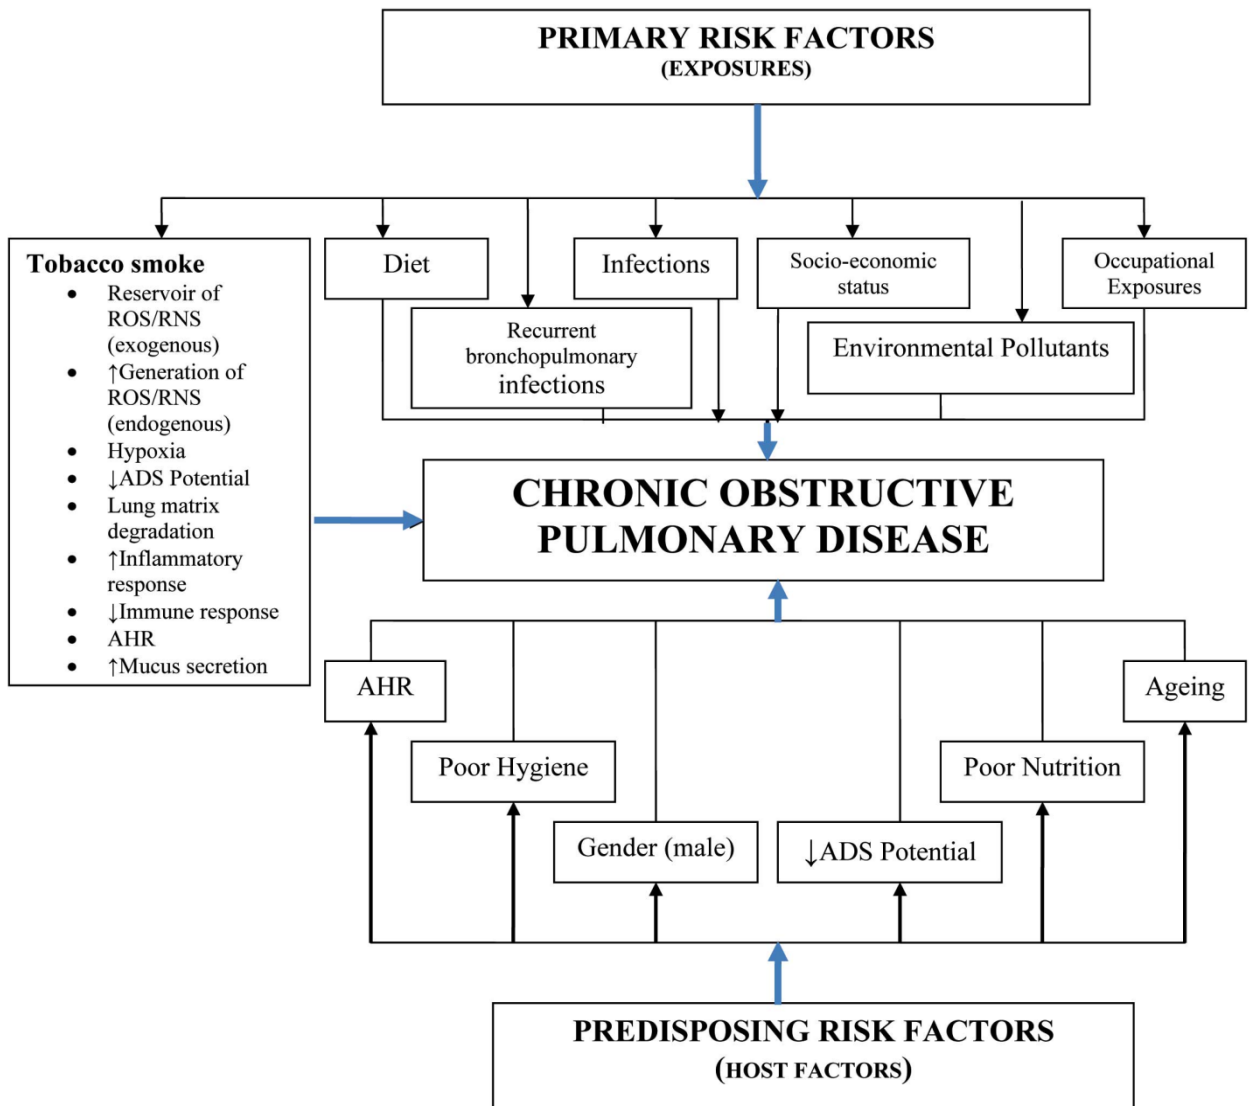 PRIMARY RISK FACTORS
(EXPOSURES)
Tobacco smoke
• Reservoir of
ROS/RNS
(exogenous)
• ↑Generation of
ROS/RNS
(endogenous)
• Hypoxia
• ↓ADS Potential
• Lung matrix
degradation
• ↑Inflammatory
response
• ↓Immune response
• AHR
• ↑Mucus secretion
Diet
Recurrent
bronchopulmonary
infections
Infections
Socio-economic
status
Environmental Pollutants
Occupational
Exposures
CHRONIC OBSTRUCTIVE
PULMONARY DISEASE
AHR
Poor Hygiene
Gender (male)
↓ADS Potential
Poor Nutrition
Ageing
PREDISPOSING RISK FACTORS
(HOST FACTORS)